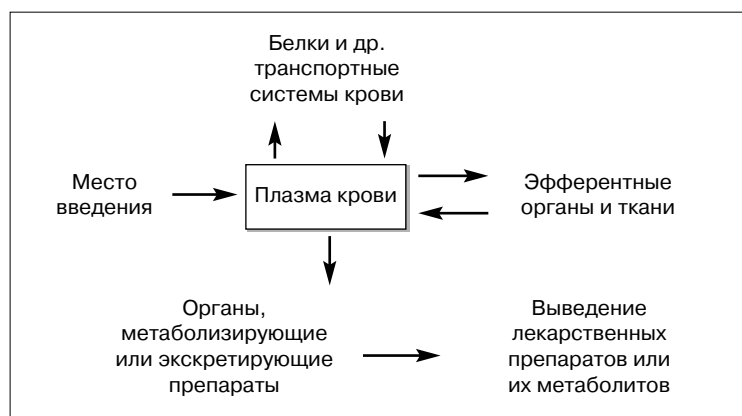 Белки и др.
транспортные
системы крови
Место
введения
Плазма крови
Эфферентные
органы и ткани
Органы,
метаболизирующие
или экскретирующие
препараты
Выведение
лекарственных
препаратов или
их метаболитов